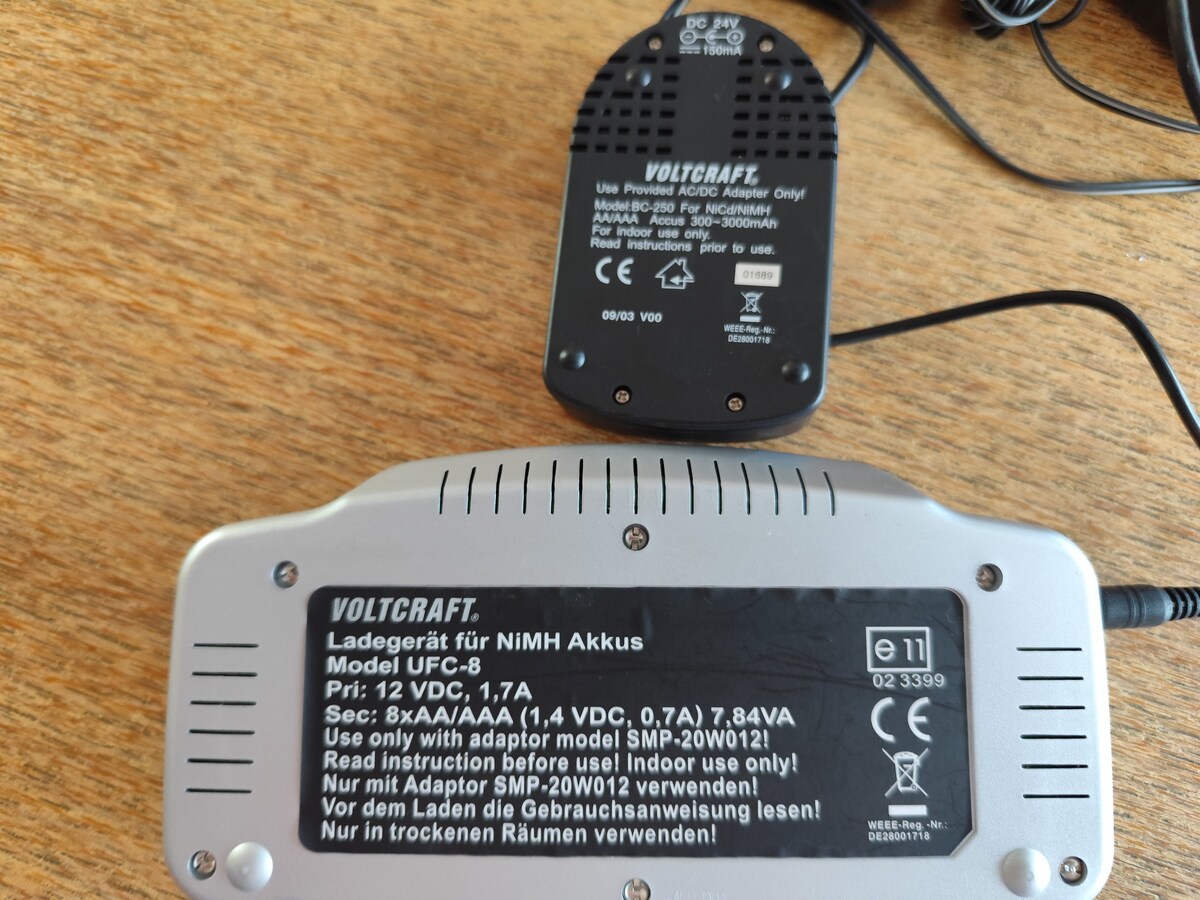 DC 24V
150mA
VOLTCRAFT®
Use Provided AC/DC Adapter Only!
Model:BC-250 For NiCd/NiMH
AA/AAA Accus 300~3000mAh
For indoor use only.
Read instructions prior to use.
CE
01689
09/03 V00
WEEE-Reg.-Nr.:
DE28001718
VOLTCRAFT®
Ladegerät für NiMH Akkus
Model UFC-8
Pri: 12 VDC, 1,7A
Sec: 8xAA/AAA (1,4 VDC, 0,7A) 7,84VA
Use only with adaptor model SMP-20W012!
Read instruction before use! Indoor use only!
Nur mit Adaptor SMP-20W012 verwenden!
Vor dem Laden die Gebrauchsanweisung lesen!
Nur in trockenen Räumen verwenden!
e 11
02 3399
CE
WEEE-Reg. -Nr.:
DE28001718